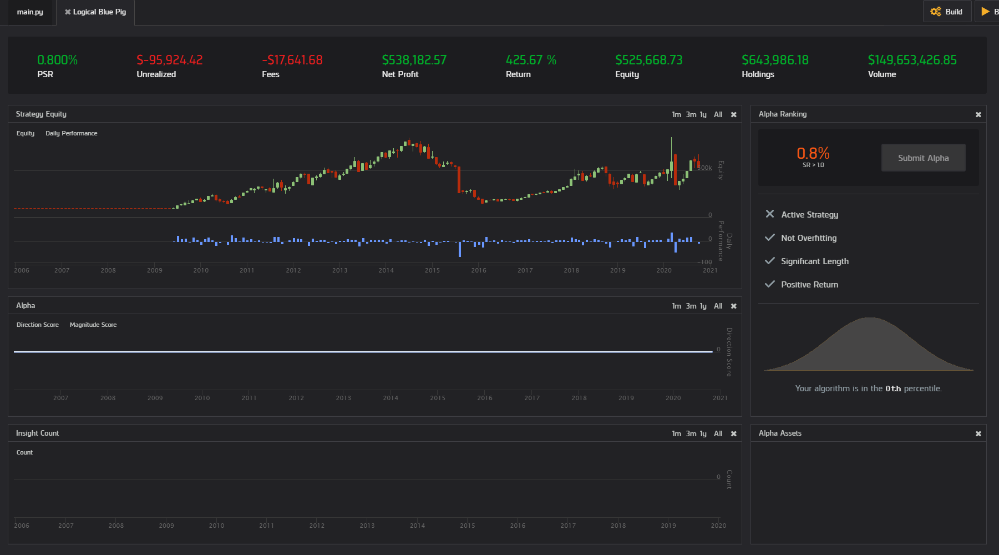 main.py
Logical Blue Pig
Build
B
0.800%
PSR
$-95,924.42
Unrealized
-$17,641.68
Fees
$538,182.57
Net Profit
425.67 %
Return
$525,668.73
Equity
$643,986.18
Holdings
$149,653,426.85
Volume
Strategy Equity
1m 3m 1y All
Equity Daily Performance
500k
Equity
0
0
Daily Performance
-100
2006 2007 2008 2009 2010 2011 2012 2013 2014 2015 2016 2017 2018 2019 2020 2021
Alpha Ranking
0.8%
SR > 1.0
Submit Alpha
Active Strategy
Not Overfitting
Significant Length
Positive Return
Your algorithm is in the 0th percentile.
Alpha
1m 3m 1y All
Direction Score Magnitude Score
0
Direction Score
2007 2008 2009 2010 2011 2012 2013 2014 2015 2016 2017 2018 2019 2020 2021
Insight Count
1m 3m 1y All
Count
0
Count
2006 2007 2008 2009 2010 2011 2012 2013 2014 2015 2016 2017 2018 2019 2020
Alpha Assets